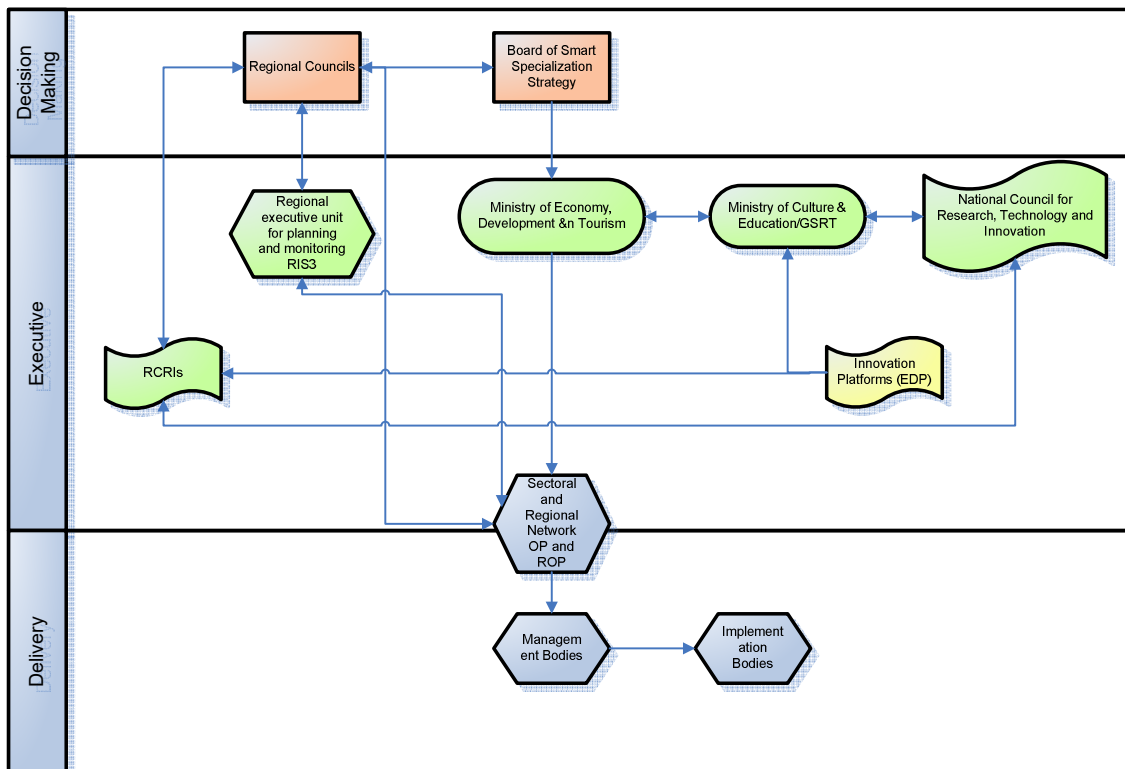 Decision
Making
Regional Councils
Board of Smart
Specialization
Strategy
Executive
Regional
executive unit
for planning
and monitoring
RIS3
Ministry of Economy,
Development &n Tourism
Ministry of Culture &
Education/GSRT
National Council for
Research, Technology and
Innovation
RCRIs
Innovation
Platforms (EDP)
Sectoral
and
Regional
Network
OP and
ROP
Delivery
Managem
ent Bodies
Implement
ation
Bodies